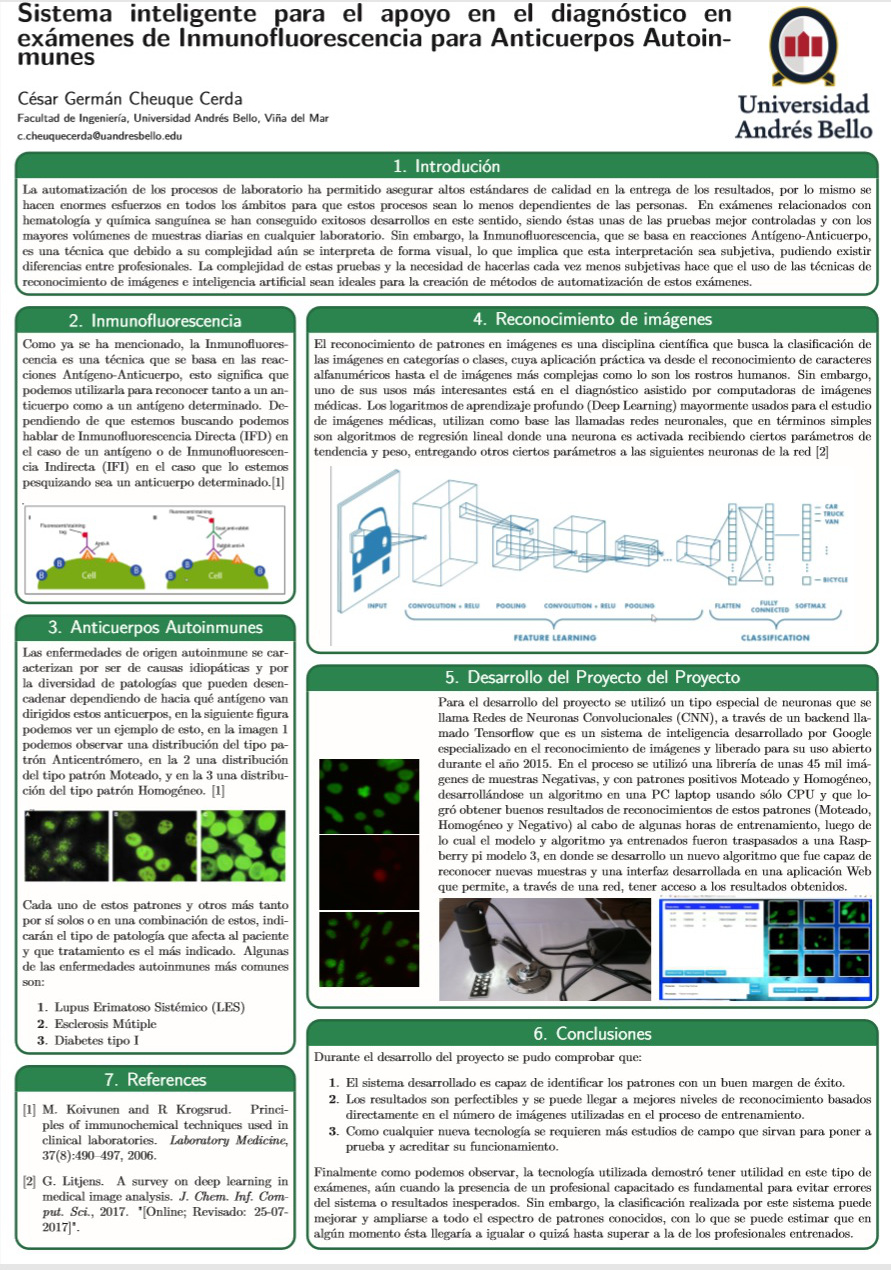 Sistema inteligente para el apoyo en el diagnóstico en
exámenes de Inmunofluorescencia para Anticuerpos Autoin-
munes
César Germán Cheuque Cerda
Facultad de Ingeniería, Universidad Andrés Bello, Viña del Mar
c.cheuquecerda@uandresbello.edu
Universidad
Andrés Bello
1. Introdución
La automatización de los procesos de laboratorio ha permitido asegurar altos estándares de calidad en la entrega de los resultados, por lo mismo se
hacen enormes esfuerzos en todos los ámbitos para que estos procesos sean lo menos dependientes de las personas. En exámenes relacionados con
hematología y química sanguínea se han conseguido exitosos desarrollos en este sentido, siendo éstas unas de las pruebas mejor controladas y con los
mayores volúmenes de muestras diarias en cualquier laboratorio. Sin embargo, la Inmunofluorescencia, que se basa en reacciones Antígeno-Anticuerpo,
es una técnica que debido a su complejidad aún se interpreta de forma visual, lo que implica que esta interpretación sea subjetiva, pudiendo existir
diferencias entre profesionales. La complejidad de estas pruebas y la necesidad de hacerlas cada vez menos subjetivas hace que el uso de las técnicas de
reconocimiento de imágenes e inteligencia artificial sean ideales para la creación de métodos de automatización de estos exámenes.
2. Inmunofluorescencia
Como ya se ha mencionado, la Inmunofluores-
cencia es una técnica que se basa en las reac-
ciones Antígeno-Anticuerpo, esto significa que
podemos utilizarla para reconocer tanto a un an-
ticuerpo como a un antígeno determinado. De-
pendiendo de que estemos buscando podemos
hablar de Inmunofluorescencia Directa (IFD) en
el caso de un antígeno o de Inmunofluorescen-
cia Indirecta (IFI) en el caso que lo estemos
pesquizando sea un anticuerpo determinado.[1]
.
Fluorescent/staining
tag
Anti-A
B
B
A
A
B
Cell
II
Fluorescent/staining
tag
Goat anti-rabbit
Rabbit anti-A
B
B
A
A
B
Cell
3. Anticuerpos Autoinmunes
Las enfermedades de origen autoinmune se car-
acterizan por ser de causas idiopáticas y por
la diversidad de patologías que pueden desen-
cadenar dependiendo de hacia qué antígeno van
dirigidos estos anticuerpos, en la siguiente figura
podemos ver un ejemplo de esto, en la imagen 1
podemos observar una distribución del tipo pa-
trón Anticentrómero, en la 2 una distribución
del tipo patrón Moteado, y en la 3 una distribu-
ción del tipo patrón Homogéneo. [1]
A
B
C
Cada uno de estos patrones y otros más tanto
por sí solos o en una combinación de estos, indi-
carán el tipo de patología que afecta al paciente
y que tratamiento es el más indicado. Algunas
de las enfermedades autoinmunes más comunes
son:
1. Lupus Erimatoso Sistémico (LES)
2. Esclerosis Mútiple
3. Diabetes tipo I
7. References
[1] M. Koivunen and R Krogsrud. Princi-
ples of immunochemical techniques used in
clinical laboratories. Laboratory Medicine,
37(8):490–497, 2006.
[2] G. Litjens. A survey on deep learning in
medical image analysis. J. Chem. Inf. Com-
put. Sci., 2017. "[Online; Revisado: 25-07-
2017]".
4. Reconocimiento de imágenes
El reconocimiento de patrones en imágenes es una disciplina científica que busca la clasificación de
las imágenes en categorías o clases, cuya aplicación práctica va desde el reconocimiento de caracteres
alfanuméricos hasta el de imágenes más complejas como lo son los rostros humanos. Sin embargo,
uno de sus usos más interesantes está en el diagnóstico asistido por computadoras de imágenes
médicas. Los logaritmos de aprendizaje profundo (Deep Learning) mayormente usados para el estudio
de imágenes médicas, utilizan como base las llamadas redes neuronales, que en términos simples
son algoritmos de regresión lineal donde una neurona es activada recibiendo ciertos parámetros de
tendencia y peso, entregando otros ciertos parámetros a las siguientes neuronas de la red [2]
CAR
TRUCK
VAN
BICYCLE
INPUT
CONVOLUTION + RELU
POOLING
CONVOLUTION + RELU
POOLING
FLATTEN
FULLY
CONNECTED
SOFTMAX
FEATURE LEARNING
CLASSIFICATION
5. Desarrollo del Proyecto del Proyecto
Para el desarrollo del proyecto se utilizó un tipo especial de neuronas que se
llama Redes de Neuronas Convolucionales (CNN), a través de un backend lla-
mado Tensorflow que es un sistema de inteligencia desarrollado por Google
especializado en el reconocimiento de imágenes y liberado para su uso abierto
durante el año 2015. En el proceso se utilizó una librería de unas 45 mil imá-
genes de muestras Negativas, y con patrones positivos Moteado y Homogéneo,
desarrollándose un algoritmo en una PC laptop usando sólo CPU y que lo-
gró obtener buenos resultados de reconocimientos de estos patrones (Moteado,
Homogéneo y Negativo) al cabo de algunas horas de entrenamiento, luego de
lo cual el modelo y algoritmo ya entrenados fueron traspasados a una Rasp-
berry pi modelo 3, en donde se desarrollo un nuevo algoritmo que fue capaz de
reconocer nuevas muestras y una interfaz desarrollada en una aplicación Web
que permite, a través de una red, tener acceso a los resultados obtenidos.
6. Conclusiones
Durante el desarrollo del proyecto se pudo comprobar que:
1. El sistema desarrollado es capaz de identificar los patrones con un buen margen de éxito.
2. Los resultados son perfectibles y se puede llegar a mejores niveles de reconocimiento basados
directamente en el número de imágenes utilizadas en el proceso de entrenamiento.
3. Como cualquier nueva tecnología se requieren más estudios de campo que sirvan para poner a
prueba y acreditar su funcionamiento.
Finalmente como podemos observar, la tecnología utilizada demostró tener utilidad en este tipo de
exámenes, aún cuando la presencia de un profesional capacitado es fundamental para evitar errores
del sistema o resultados inesperados. Sin embargo, la clasificación realizada por este sistema puede
mejorar y ampliarse a todo el espectro de patrones conocidos, con lo que se puede estimar que en
algún momento ésta llegaría a igualar o quizá hasta superar a la de los profesionales entrenados.